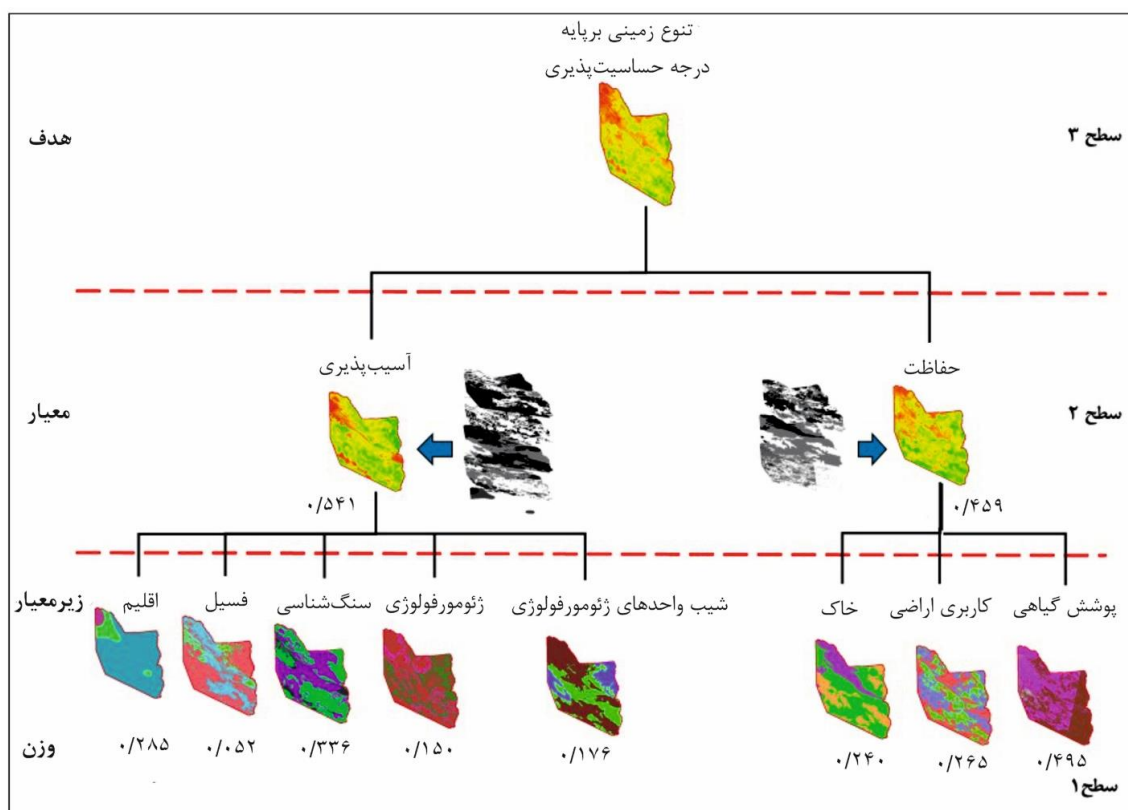 تنوع زمینی برپایه
درجه حساسیت‌پذیری
سطح ۳
هدف
حفاظت
آسیب‌پذیری
سطح ۲
معیار
۰/۴۵۹
۰/۵۴۱
پوشش گیاهی
کاربری اراضی
خاک
شیب واحدهای ژئومورفولوژی
ژئومورفولوژی
سنگ‌شناسی
فسیل
اقلیم
زیرمعیار
۰/۴۹۵
۰/۲۶۵
۰/۲۴۰
۰/۱۷۶
۰/۱۵۰
۰/۳۳۶
۰/۰۵۲
۰/۲۸۵
وزن
سطح۱